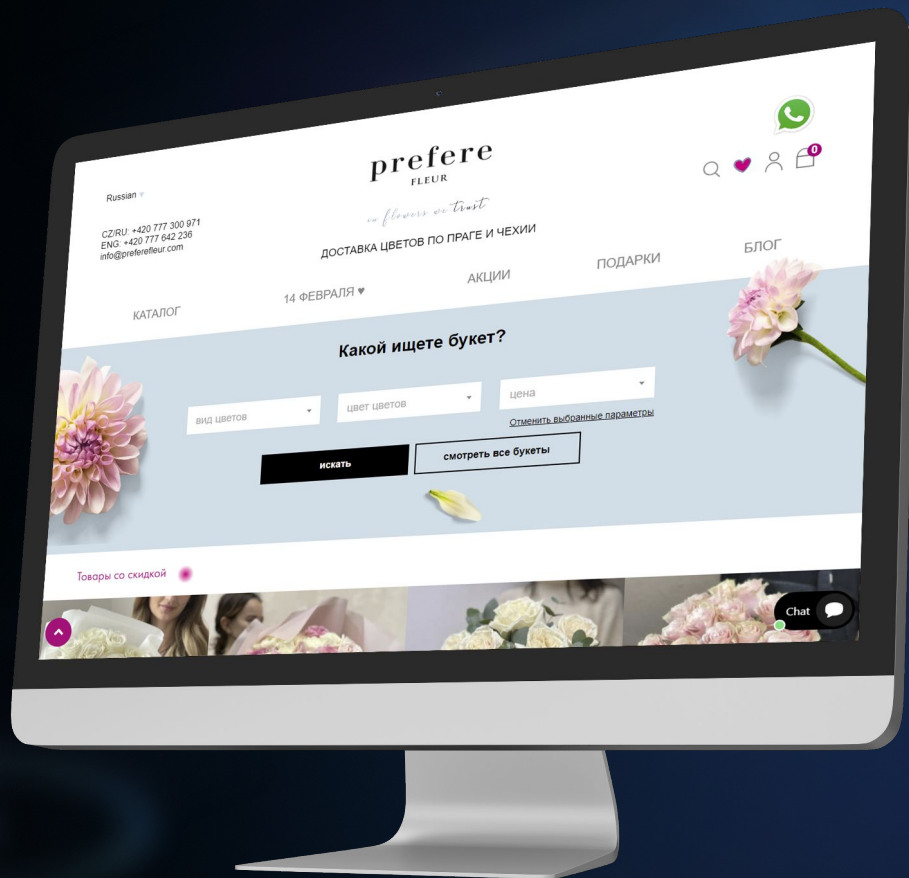 Russian
CZ/RU: +420 777 300 971
ENG: +420 777 642 236
info@preferefleur.com
prefere
FLEUR
in flowers we trust
ДОСТАВКА ЦВЕТОВ ПО ПРАГЕ И ЧЕХИИ
0
КАТАЛОГ
14 ФЕВРАЛЯ ♥
АКЦИИ
ПОДАРКИ
БЛОГ
Какой ищете букет?
вид цветов
цвет цветов
цена
Отменить выбранные параметры
искать
смотреть все букеты
Товары со скидкой
Chat